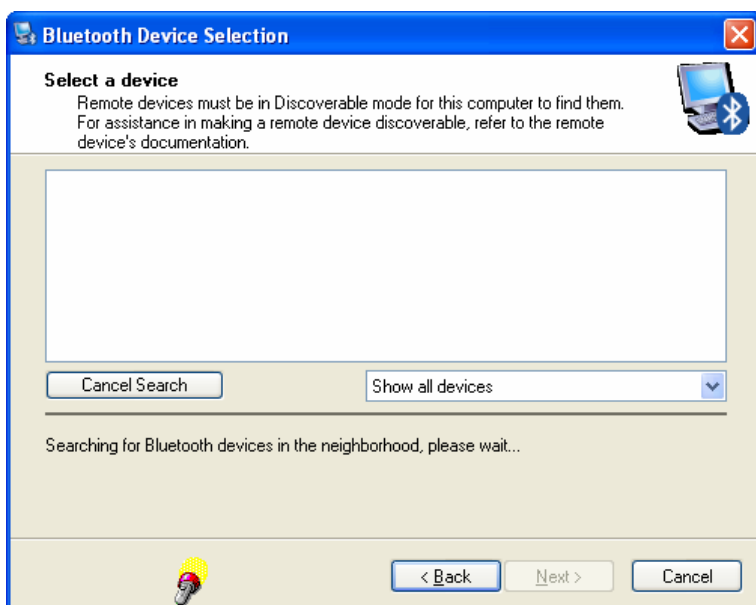 Bluetooth Device Selection
Select a device
Remote devices must be in Discoverable mode for this computer to find them.
For assistance in making a remote device discoverable, refer to the remote
device's documentation.
Cancel Search
Show all devices
Searching for Bluetooth devices in the neighborhood, please wait...
< Back
Next >
Cancel